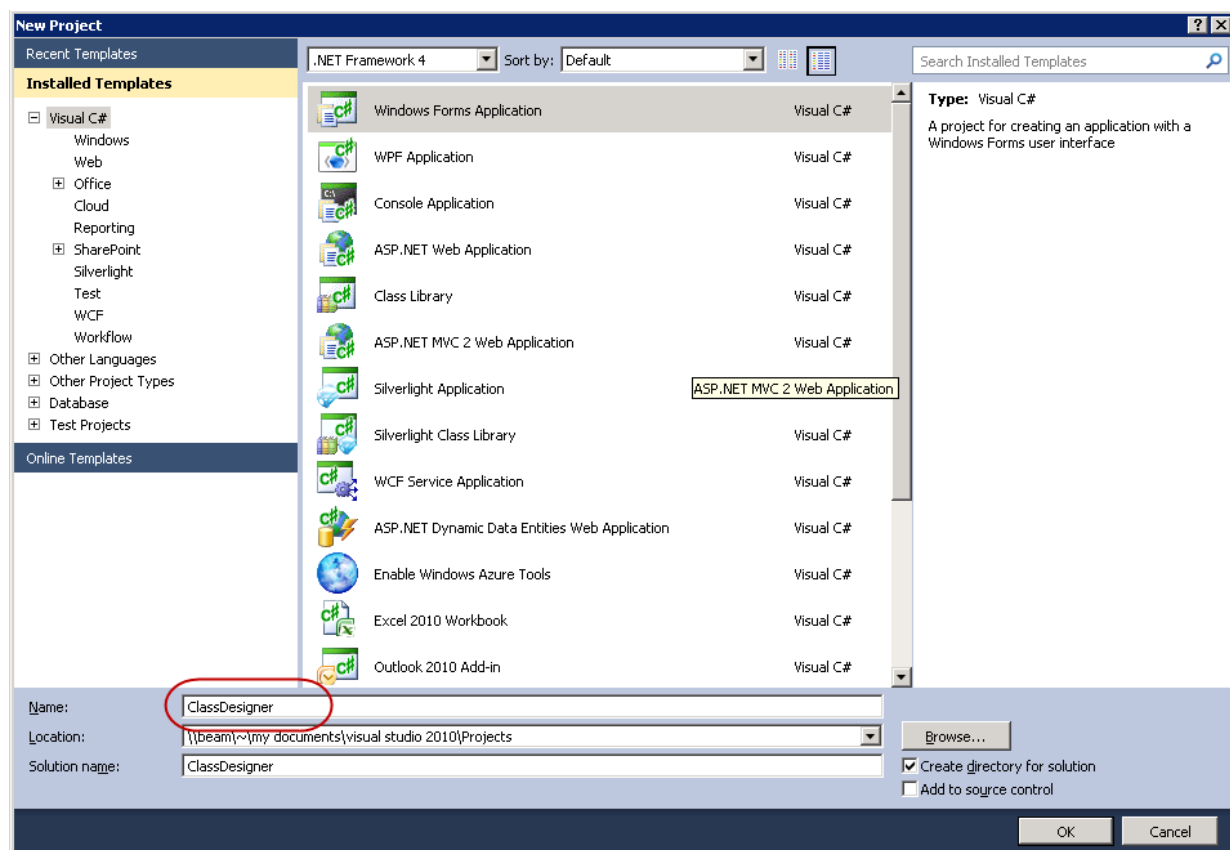 New Project
Recent Templates
Installed Templates
Visual C#
Windows
Web
Office
Cloud
Reporting
SharePoint
Silverlight
Test
WCF
Workflow
Other Languages
Other Project Types
Database
Test Projects
Online Templates
.NET Framework 4 Sort by: Default
Windows Forms Application Visual C#
WPF Application Visual C#
Console Application Visual C#
ASP.NET Web Application Visual C#
Class Library Visual C#
ASP.NET MVC 2 Web Application Visual C#
Silverlight Application ASP.NET MVC 2 Web Application
Silverlight Class Library Visual C#
WCF Service Application Visual C#
ASP.NET Dynamic Data Entities Web Application Visual C#
Enable Windows Azure Tools Visual C#
Excel 2010 Workbook Visual C#
Outlook 2010 Add-in Visual C#
Search Installed Templates
Type: Visual C#
A project for creating an application with a
Windows Forms user interface
Name: ClassDesigner
Location: \\beam\~\my documents\visual studio 2010\Projects Browse...
Solution name: ClassDesigner Create directory for solution
Add to source control
OK Cancel